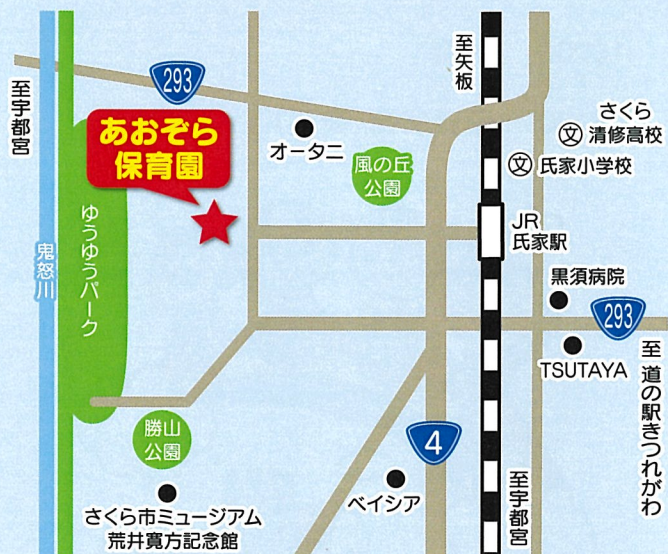 至宇都宮
293
至矢板
さくら
清修高校
文
あおぞら
保育園
オータニ
風の丘
公園
文
氏家小学校
ゆうゆうパーク
鬼怒川
JR
氏家駅
黒須病院
293
TSUTAYA
至 道の駅きつれがわ
勝山
公園
4
ベイシア
至宇都宮
さくら市ミュージアム
荒井寛方記念館